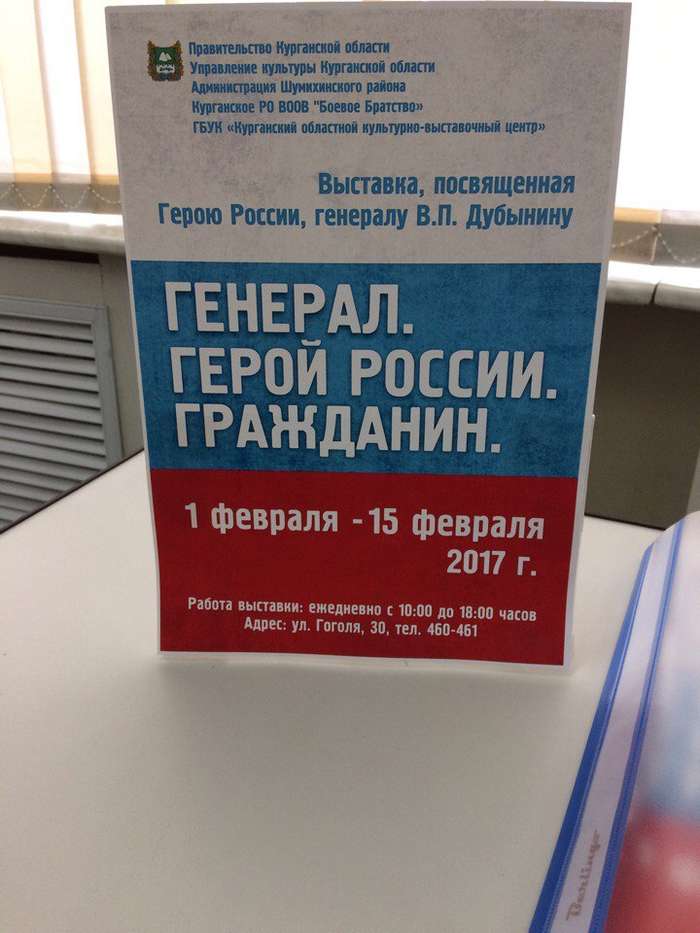 Правительство Курганской области
Управление культуры Курганской области
Администрация Шумихинского района
Курганское РО ВООВ "Боевое Братство»
ГБУК «Курганский областной культурно-выставочный центр»
Выставка, посвященная
Герою России, генералу В.П. Дубынину
ГЕНЕРАЛ.
ГЕРОЙ РОССИИ.
ГРАЖДАНИН.
1 февраля - 15 февраля
2017 г.
Работа выставки: ежедневно с 10:00 до 18:00 часов
Адрес: ул. Гоголя, 30, тел. 460-461
Berlingo